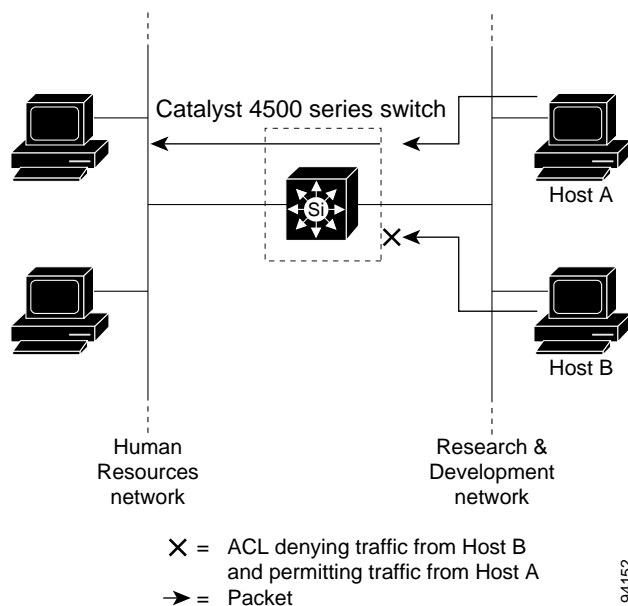 Catalyst 4500 series switch
Si
Host A
Host B
Human
Resources
network
Research &
Development
network
X = ACL denying traffic from Host B
and permitting traffic from Host A
= Packet
94152